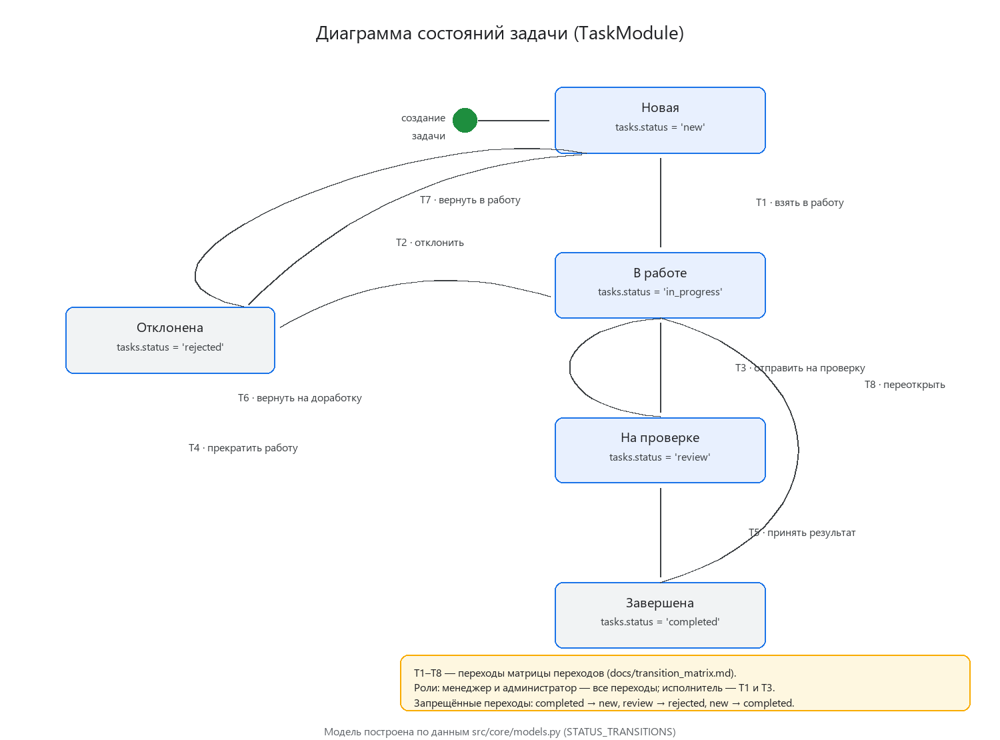 Диаграмма состояний задачи (TaskModule)
Новая
tasks.status = 'new'
создание
задачи
T7 · вернуть в работу
T1 · взять в работу
T2 · отклонить
В работе
tasks.status = 'in_progress'
Отклонена
tasks.status = 'rejected'
T3 · отправить на проверку
T8 · переоткрыть
T6 · вернуть на доработку
На проверке
tasks.status = 'review'
T4 · прекратить работу
T5 · принять результат
Завершена
tasks.status = 'completed'
T1–T8 — переходы матрицы переходов (docs/transition_matrix.md).
Роли: менеджер и администратор — все переходы; исполнитель — T1 и T3.
Запрещённые переходы: completed → new, review → rejected, new → completed.
Модель построена по данным src/core/models.py (STATUS_TRANSITIONS)